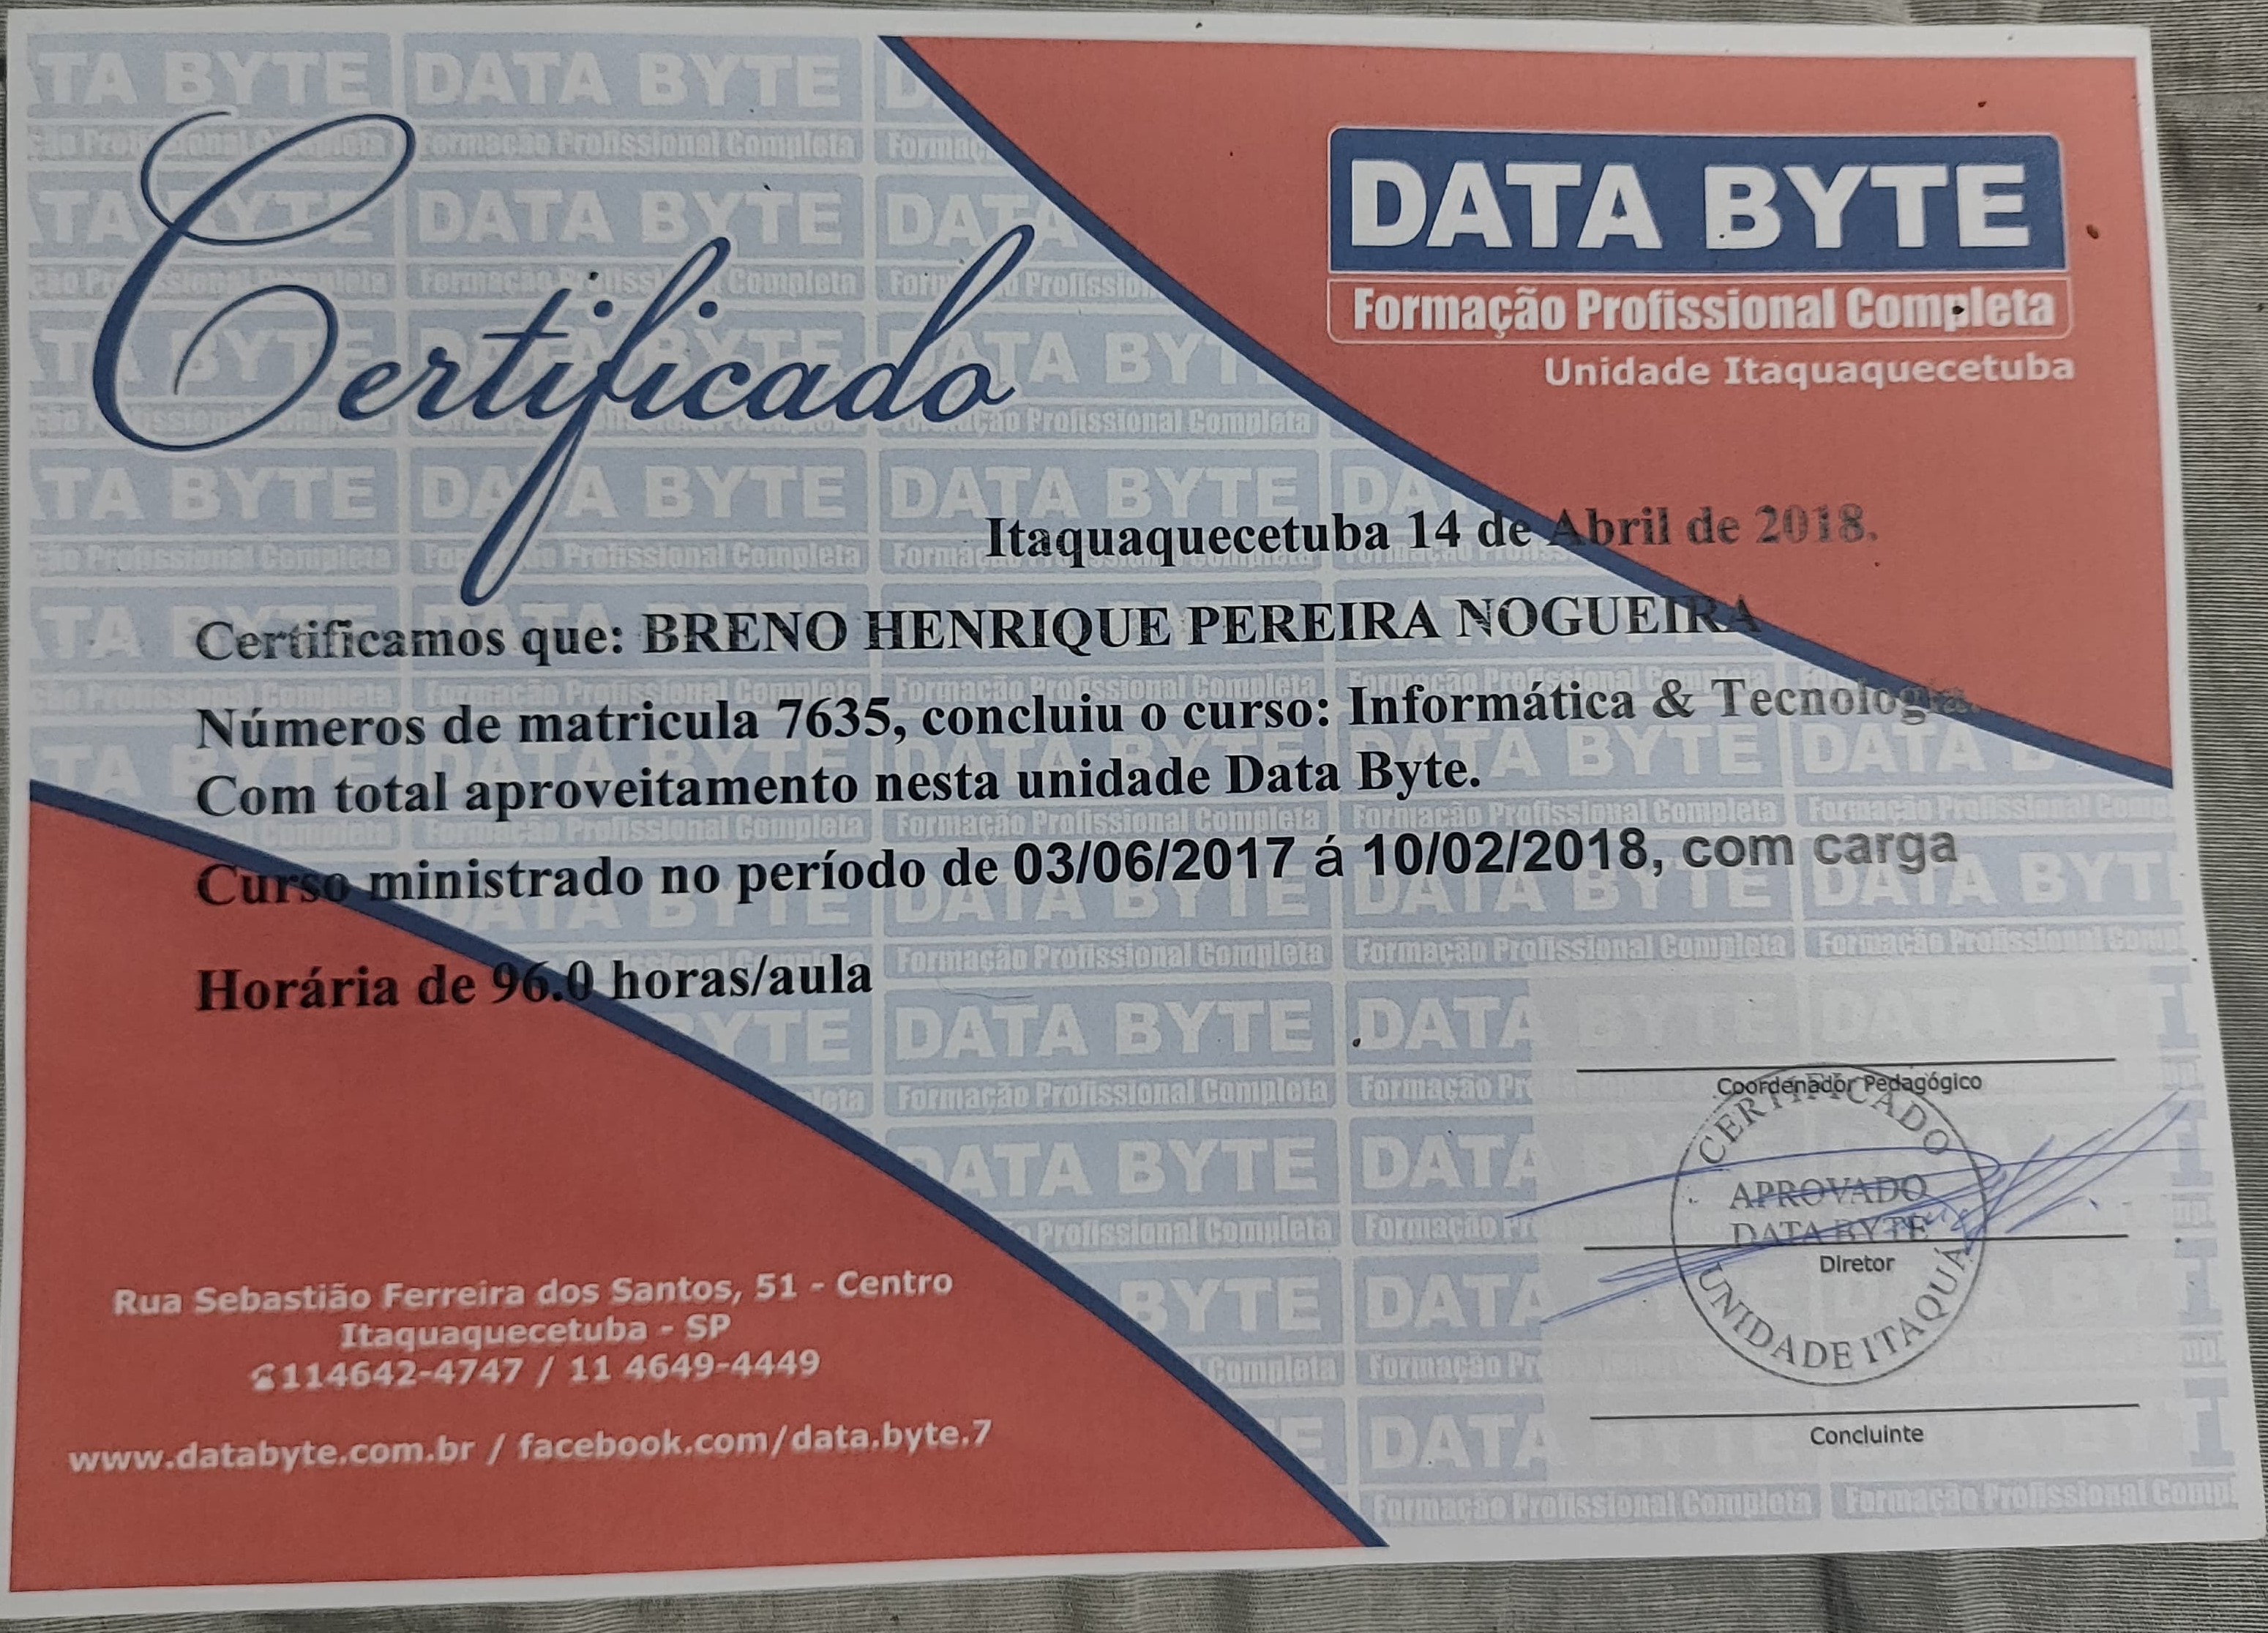 Certificado
DATA BYTE
Formação Profissional Completa
Unidade Itaquaquecetuba
Itaquaquecetuba 14 de Abril de 2018.
Certificamos que: BRENO HENRIQUE PEREIRA NOGUEIRA
Números de matricula 7635, concluiu o curso: Informática & Tecnologia.
Com total aproveitamento nesta unidade Data Byte.
Curso ministrado no período de 03/06/2017 á 10/02/2018, com carga
Horária de 96.0 horas/aula
Coordenador Pedagógico
CERTIFICADO
APROVADO
DATA BYTE
Diretor
UNIDADE ITAQUÁ
Concluinte
Rua Sebastião Ferreira dos Santos, 51 - Centro
Itaquaquecetuba - SP
☎114642-4747 / 11 4649-4449
www.databyte.com.br / facebook.com/data.byte.7